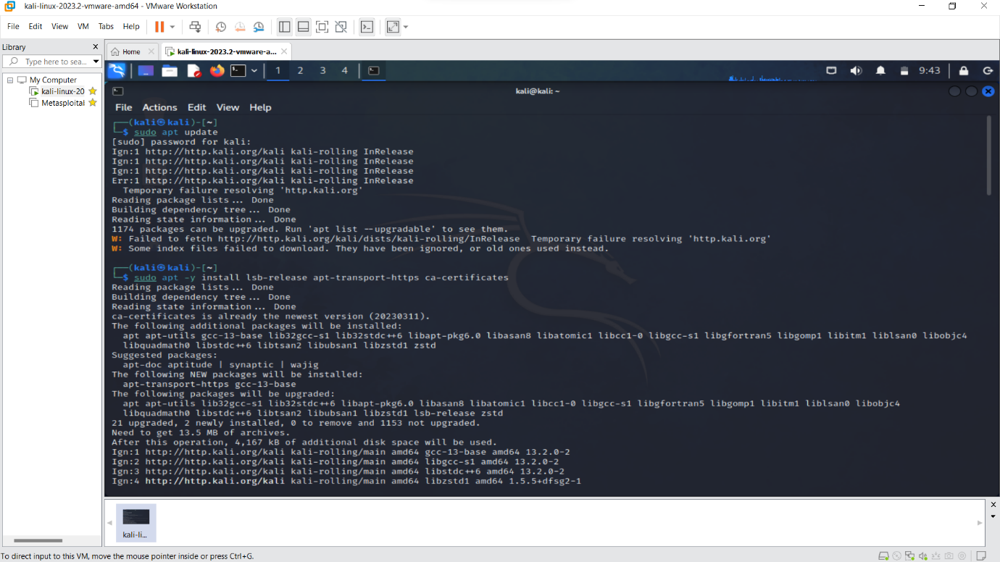 kali-linux-2023.2-vmware-amd64 - VMware Workstation
File Edit View VM Tabs Help
Library
Type here to sea...
My Computer
kali-linux-20
Metasploital
Home
kali-linux-2023.2-vmware-a...
1 2 3 4
9:43
kali@kali: ~
File Actions Edit View Help
┌──(kali㉿kali)-[~]
└─$ sudo apt update
[sudo] password for kali:
Ign:1 http://http.kali.org/kali kali-rolling InRelease
Ign:1 http://http.kali.org/kali kali-rolling InRelease
Ign:1 http://http.kali.org/kali kali-rolling InRelease
Err:1 http://http.kali.org/kali kali-rolling InRelease
Temporary failure resolving 'http.kali.org'
Reading package lists... Done
Building dependency tree... Done
Reading state information... Done
1174 packages can be upgraded. Run 'apt list --upgradable' to see them.
W: Failed to fetch http://http.kali.org/kali/dists/kali-rolling/InRelease Temporary failure resolving 'http.kali.org'
W: Some index files failed to download. They have been ignored, or old ones used instead.
┌──(kali㉿kali)-[~]
└─$ sudo apt -y install lsb-release apt-transport-https ca-certificates
Reading package lists... Done
Building dependency tree... Done
Reading state information... Done
ca-certificates is already the newest version (20230311).
The following additional packages will be installed:
apt apt-utils gcc-13-base lib32gcc-s1 lib32stdc++6 libapt-pkg6.0 libasan8 libatomic1 libcc1-0 libgcc-s1 libgfortran5 libgomp1 libitm1 liblsan0 libobjc4
libquadmath0 libstdc++6 libtsan2 libubsan1 libzstd1 zstd
Suggested packages:
apt-doc aptitude | synaptic | wajig
The following NEW packages will be installed:
apt-transport-https gcc-13-base
The following packages will be upgraded:
apt apt-utils lib32gcc-s1 lib32stdc++6 libapt-pkg6.0 libasan8 libatomic1 libcc1-0 libgcc-s1 libgfortran5 libgomp1 libitm1 liblsan0 libobjc4
libquadmath0 libstdc++6 libtsan2 libubsan1 libzstd1 lsb-release zstd
21 upgraded, 2 newly installed, 0 to remove and 1153 not upgraded.
Need to get 13.5 MB of archives.
After this operation, 4,167 kB of additional disk space will be used.
Ign:1 http://http.kali.org/kali kali-rolling/main amd64 gcc-13-base amd64 13.2.0-2
Ign:2 http://http.kali.org/kali kali-rolling/main amd64 libgcc-s1 amd64 13.2.0-2
Ign:3 http://http.kali.org/kali kali-rolling/main amd64 libstdc++6 amd64 13.2.0-2
Ign:4 http://http.kali.org/kali kali-rolling/main amd64 libzstd1 amd64 1.5.5+dfsg2-1
kali-li...
To direct input to this VM, move the mouse pointer inside or press Ctrl+G.